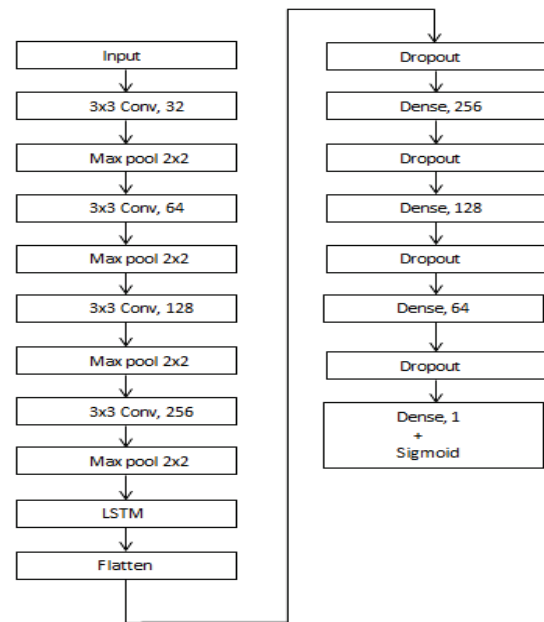 Input
3x3 Conv, 32
Max pool 2x2
3x3 Conv, 64
Max pool 2x2
3x3 Conv, 128
Max pool 2x2
3x3 Conv, 256
Max pool 2x2
LSTM
Flatten
Dropout
Dense, 256
Dropout
Dense, 128
Dropout
Dense, 64
Dropout
Dense, 1
+
Sigmoid